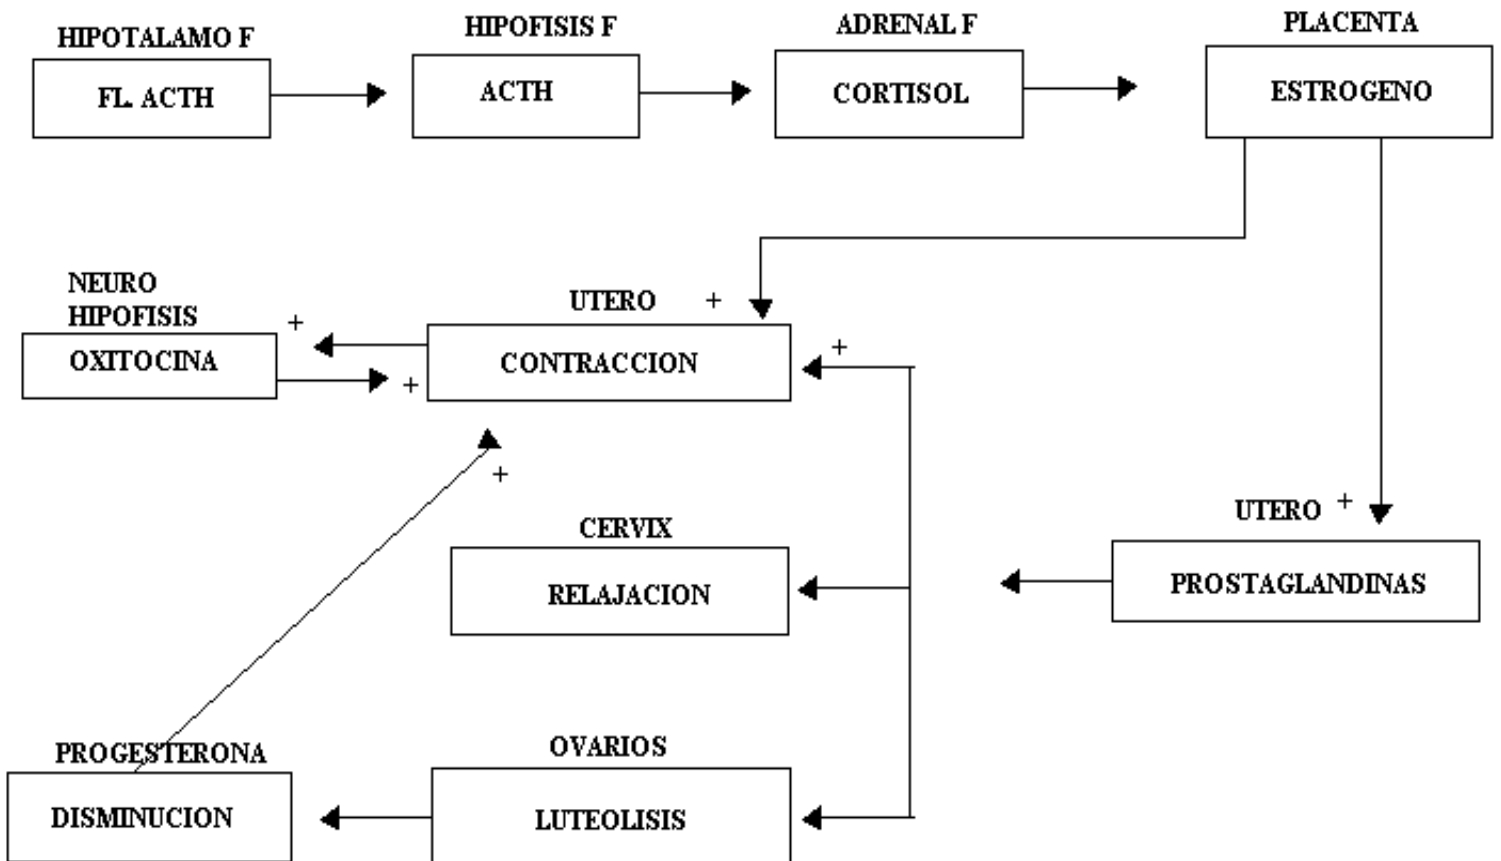 HIPOTALAMO F
HIPOFISIS F
ADRENAL F
PLACENTA
FL. ACTH
ACTH
CORTISOL
ESTROGENO
NEURO
HIPOFISIS
OXITOCINA
+
+
UTERO +
CONTRACCION
+
+
CERVIX
RELAJACION
UTERO +
PROSTAGLANDINAS
PROGESTERONA
DISMINUCION
OVARIOS
LUTEOLISIS